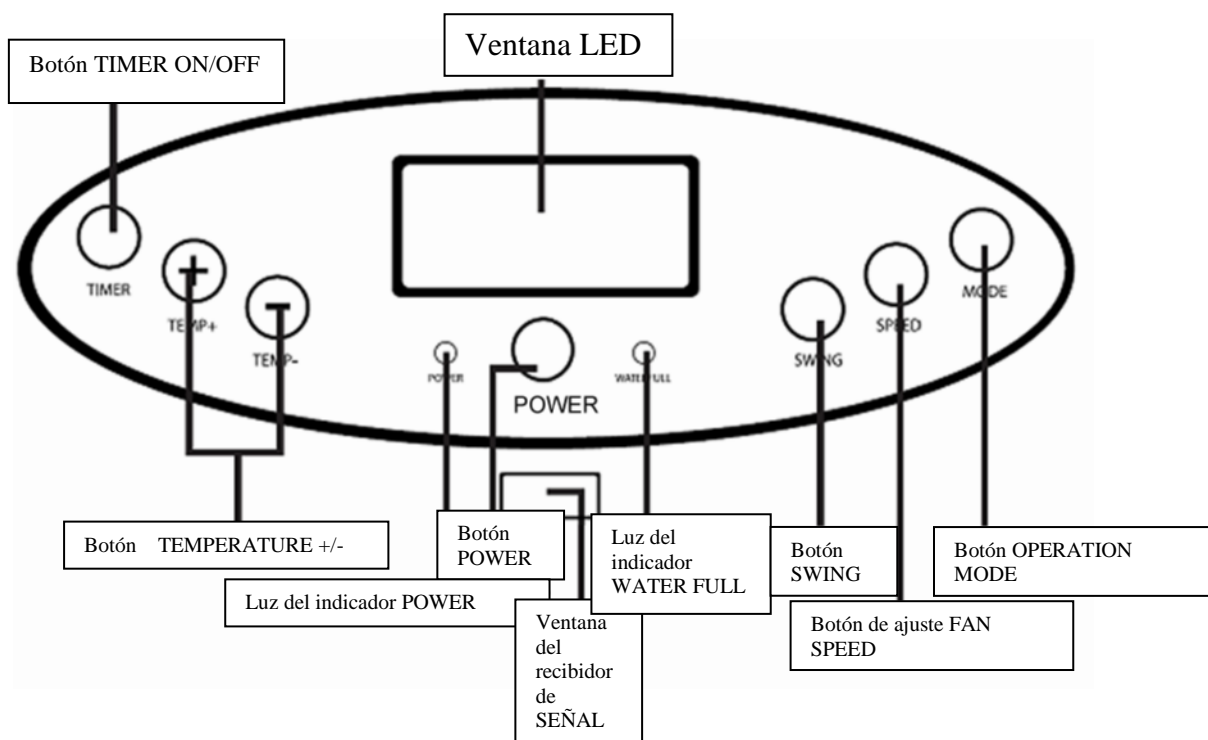 Ventana LED
Botón TIMER ON/OFF
TIMER
TEMP+
TEMP-
POWER
POWER
WATER FULL
SWING
SPEED
MODE
Botón TEMPERATURE +/-
Luz del indicador POWER
Botón
POWER
Ventana
del
recibidor
de
SEÑAL
Luz del
indicador
WATER FULL
Botón
SWING
Botón de ajuste FAN
SPEED
Botón OPERATION
MODE